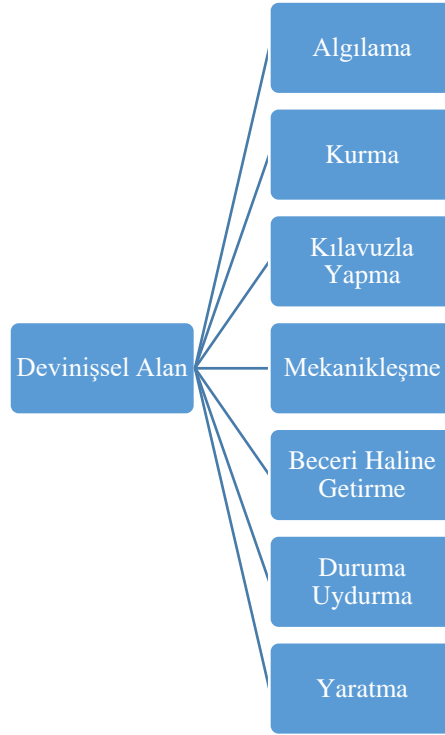 Algılama
Kurma
Kılavuzla
Yapma
Devinişsel Alan
Mekanikleşme
Beceri Haline
Getirme
Duruma
Uydurma
Yaratma